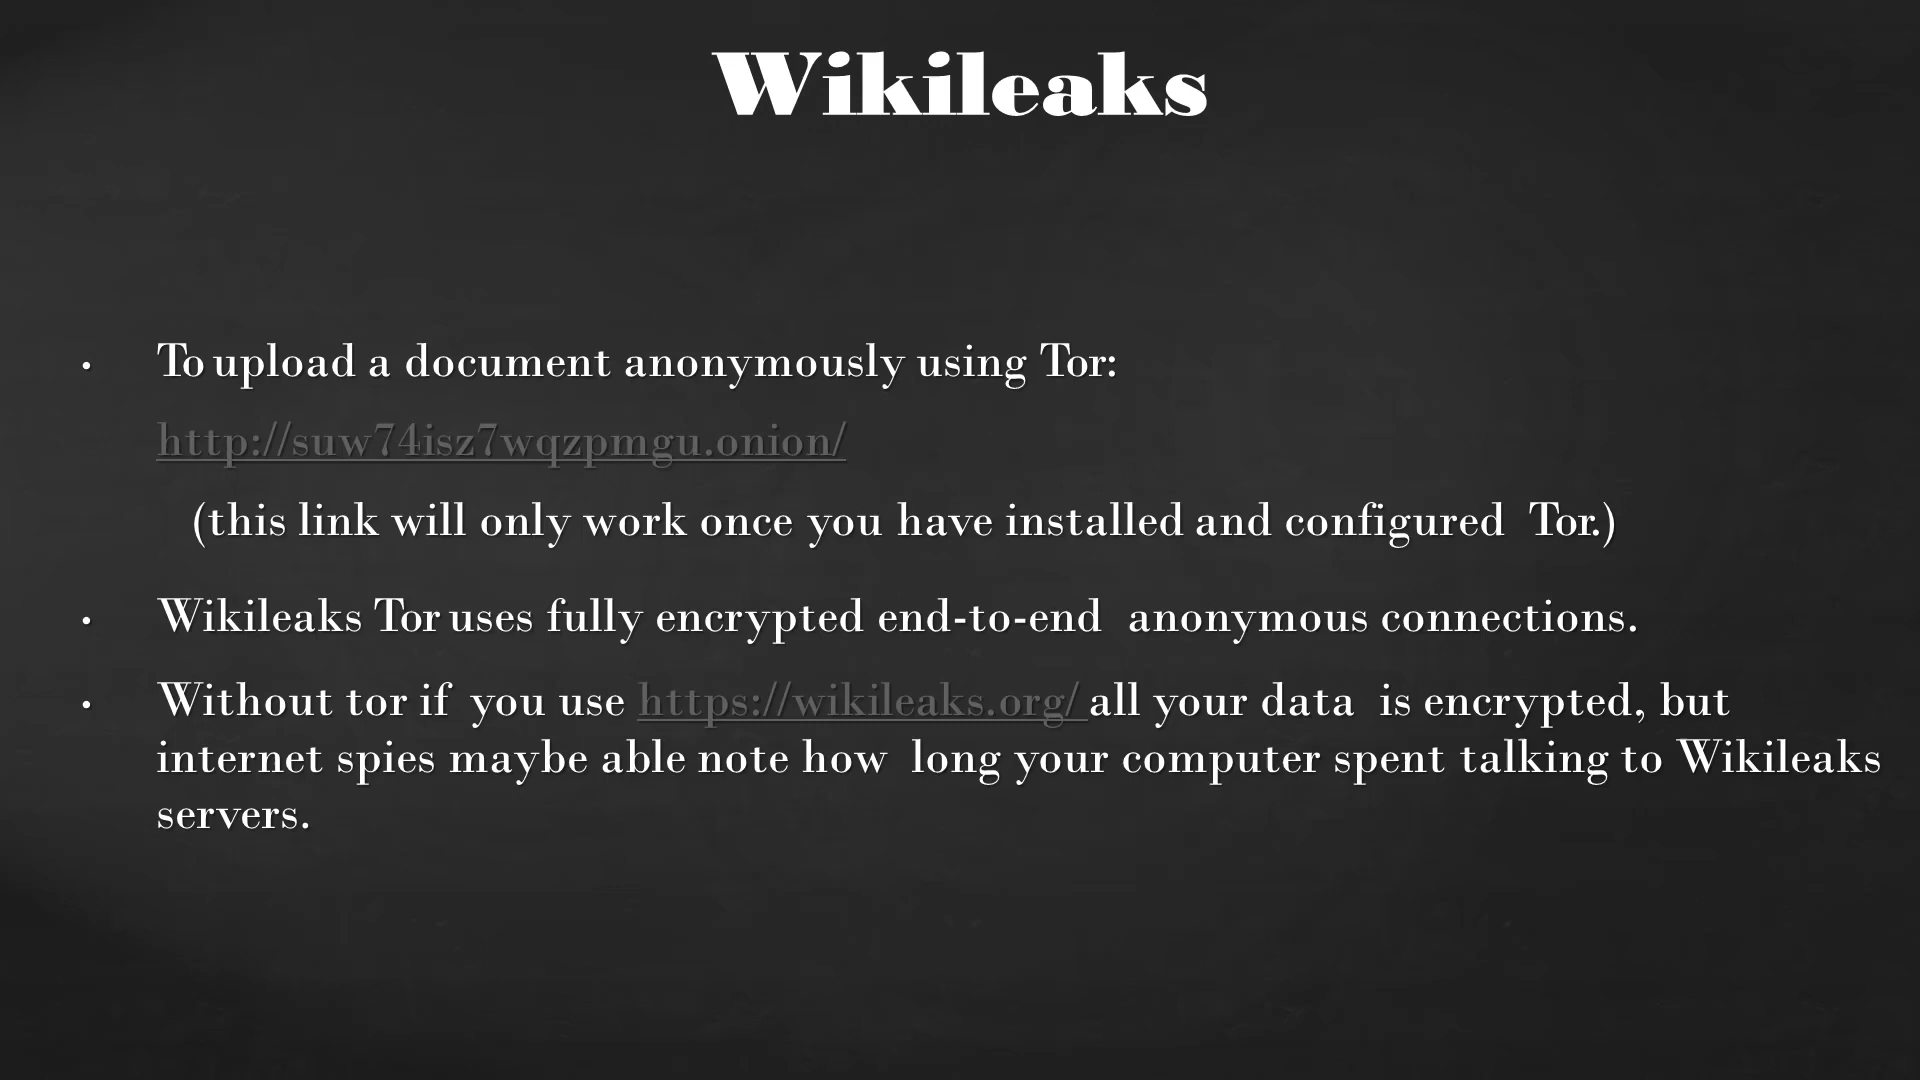 Wikileaks
• To upload a document anonymously using Tor:
http://suw74isz7wqzpmgu.onion/
(this link will only work once you have installed and configured Tor.)
• Wikileaks Tor uses fully encrypted end-to-end anonymous connections.
• Without tor if you use https://wikileaks.org/ all your data is encrypted, but
internet spies maybe able note how long your computer spent talking to Wikileaks
servers.